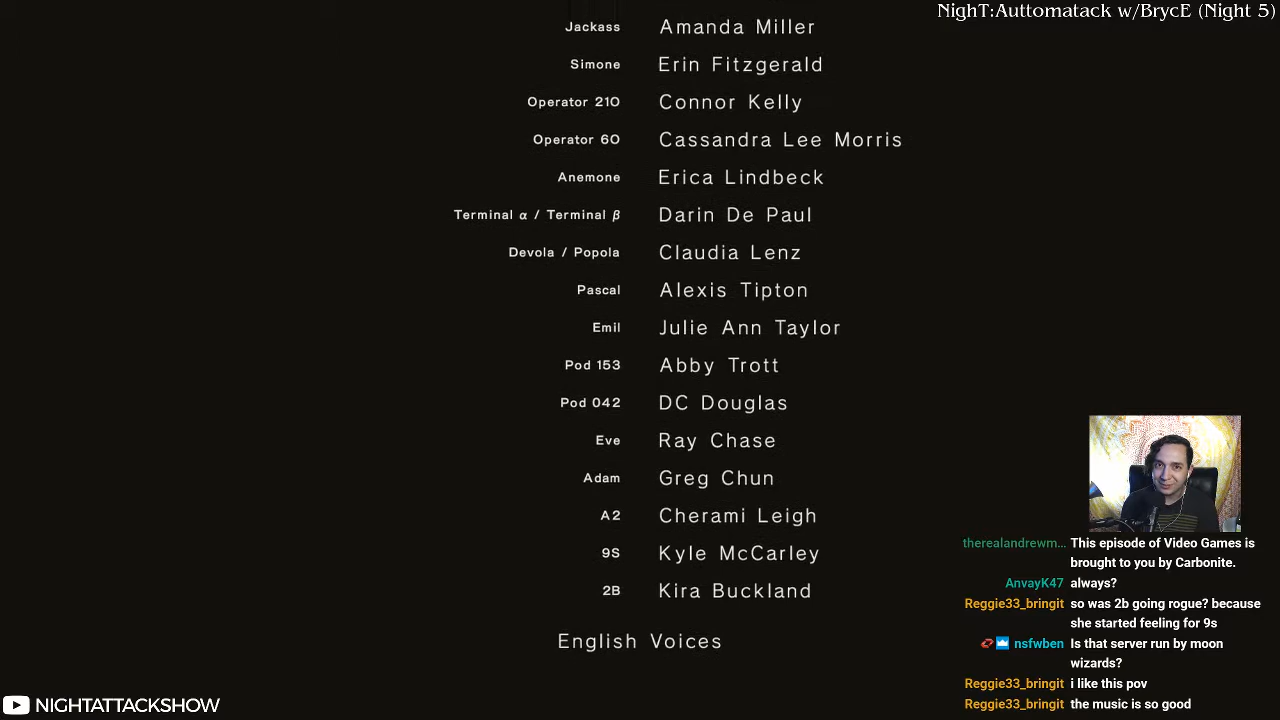 NighT:Auttomatack w/BrycE (Night 5)
Jackass Amanda Miller
Simone Erin Fitzgerald
Operator 21O Connor Kelly
Operator 6O Cassandra Lee Morris
Anemone Erica Lindbeck
Terminal α / Terminal β Darin De Paul
Devola / Popola Claudia Lenz
Pascal Alexis Tipton
Emil Julie Ann Taylor
Pod 153 Abby Trott
Pod 042 DC Douglas
Eve Ray Chase
Adam Greg Chun
A2 Cherami Leigh
9S Kyle McCarley
2B Kira Buckland
English Voices
therealandrewm... This episode of Video Games is
brought to you by Carbonite.
AnvayK47 always?
Reggie33_bringit so was 2b going rogue? because
she started feeling for 9s
nsfwben Is that server run by moon
wizards?
Reggie33_bringit i like this pov
Reggie33_bringit the music is so good
NIGHTATTACKSHOW